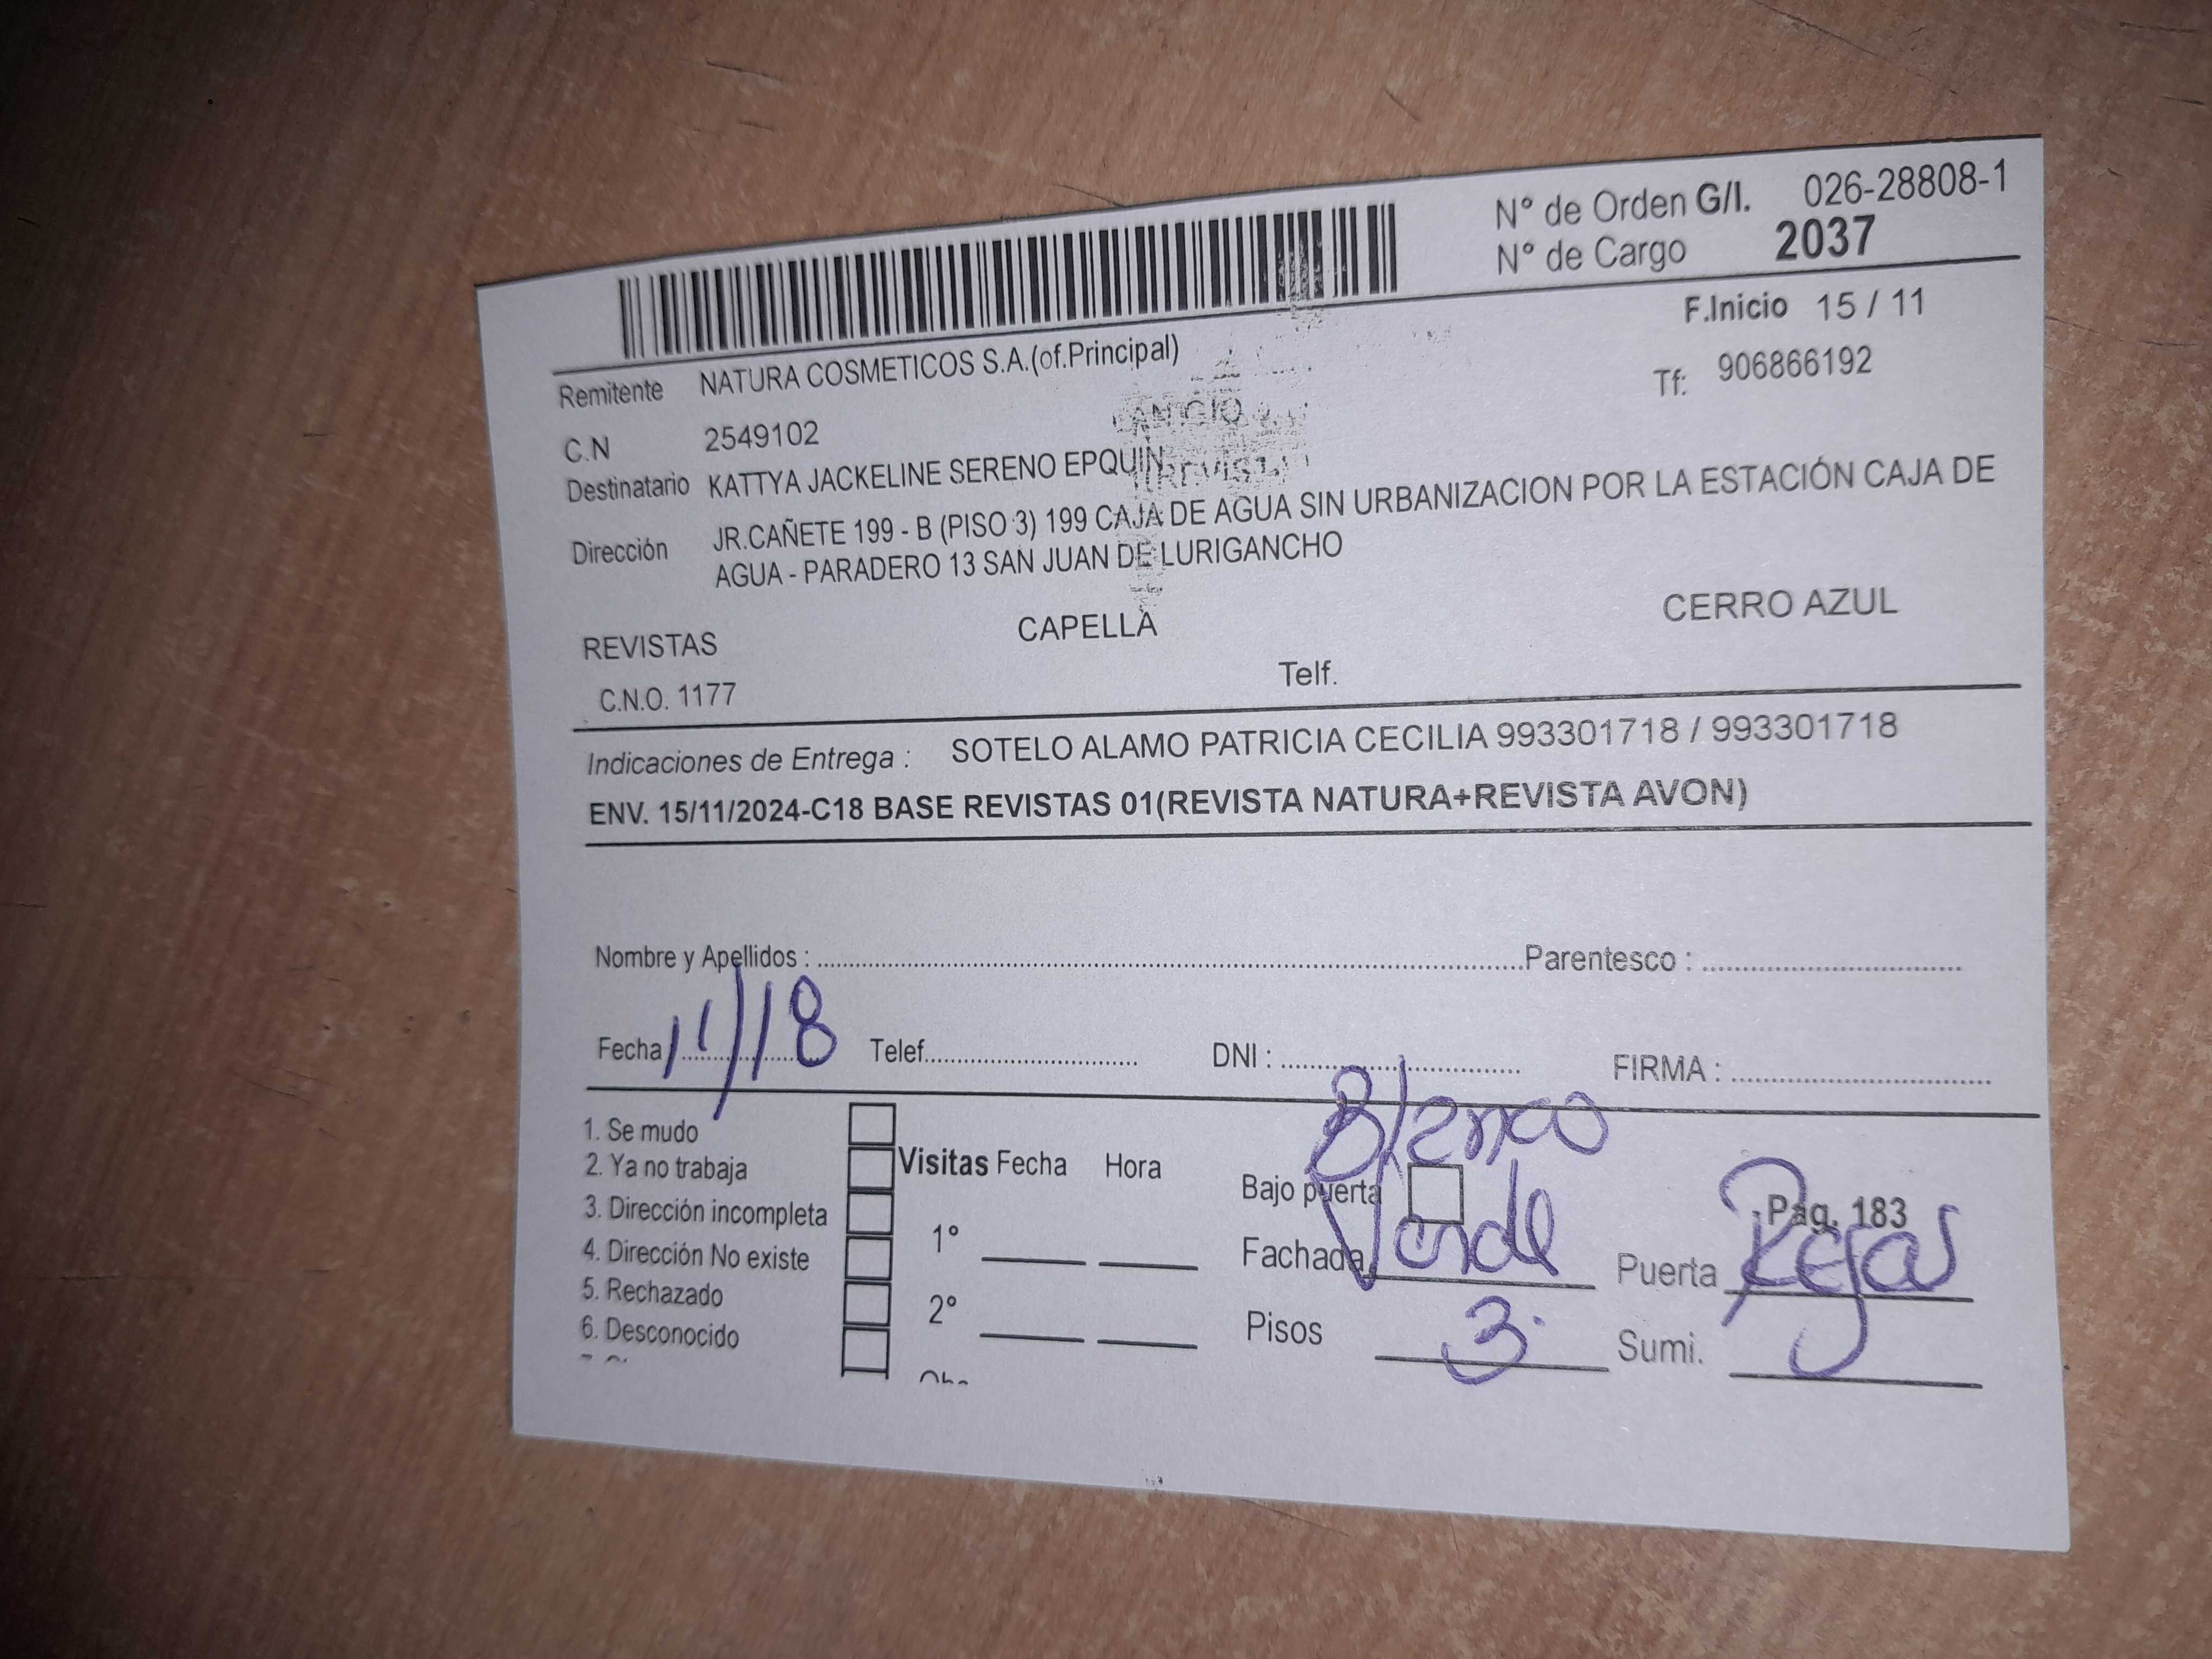 N° de Orden G/I. 026-28808-1
N° de Cargo 2037
F.Inicio 15 / 11
Remitente NATURA COSMETICOS S.A.(of.Principal)
Tf: 906866192
C.N 2549102
Destinatario KATTYA JACKELINE SERENO EPQUIN
Dirección JR.CAÑETE 199 - B (PISO 3) 199 CAJA DE AGUA SIN URBANIZACION POR LA ESTACIÓN CAJA DE
AGUA - PARADERO 13 SAN JUAN DE LURIGANCHO
REVISTAS CAPELLA CERRO AZUL
C.N.O. 1177 Telf.
Indicaciones de Entrega : SOTELO ALAMO PATRICIA CECILIA 993301718 / 993301718
ENV. 15/11/2024-C18 BASE REVISTAS 01(REVISTA NATURA+REVISTA AVON)
Nombre y Apellidos : Parentesco :
Fecha 11/18 Telef. DNI : FIRMA :
Blanco
1. Se mudo
2. Ya no trabaja
Visitas Fecha Hora
Bajo puerta
Pag. 183
3. Dirección incompleta
1°
4. Dirección No existe
Fachada Verde Puerta Rejas
5. Rechazado
2°
6. Desconocido
Pisos 3. Sumi.